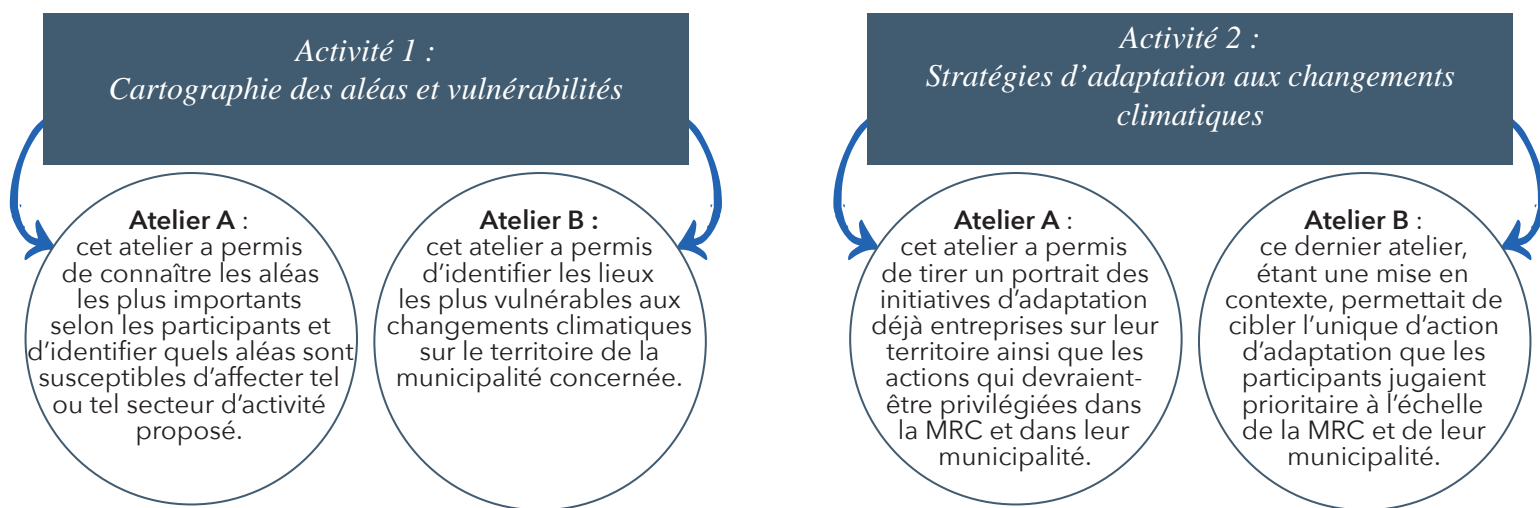 Activité 1 :
Cartographie des aléas et vulnérabilités
Atelier A :
cet atelier a permis
de connaître les aléas
les plus importants
selon les participants et
d'identifier quels aléas sont
susceptibles d'affecter tel
ou tel secteur d'activité
proposé.
Atelier B :
cet atelier a permis
d'identifier les lieux
les plus vulnérables aux
changements climatiques
sur le territoire de la
municipalité concernée.
Activité 2 :
Stratégies d'adaptation aux changements
climatiques
Atelier A :
cet atelier a permis
de tirer un portrait des
initiatives d'adaptation
déjà entreprises sur leur
territoire ainsi que les
actions qui devraient-
être privilégiées dans
la MRC et dans leur
municipalité.
Atelier B :
ce dernier atelier,
étant une mise en
contexte, permettait de
cibler l'unique d'action
d'adaptation que les
participants jugaient
prioritaire à l'échelle
de la MRC et de leur
municipalité.